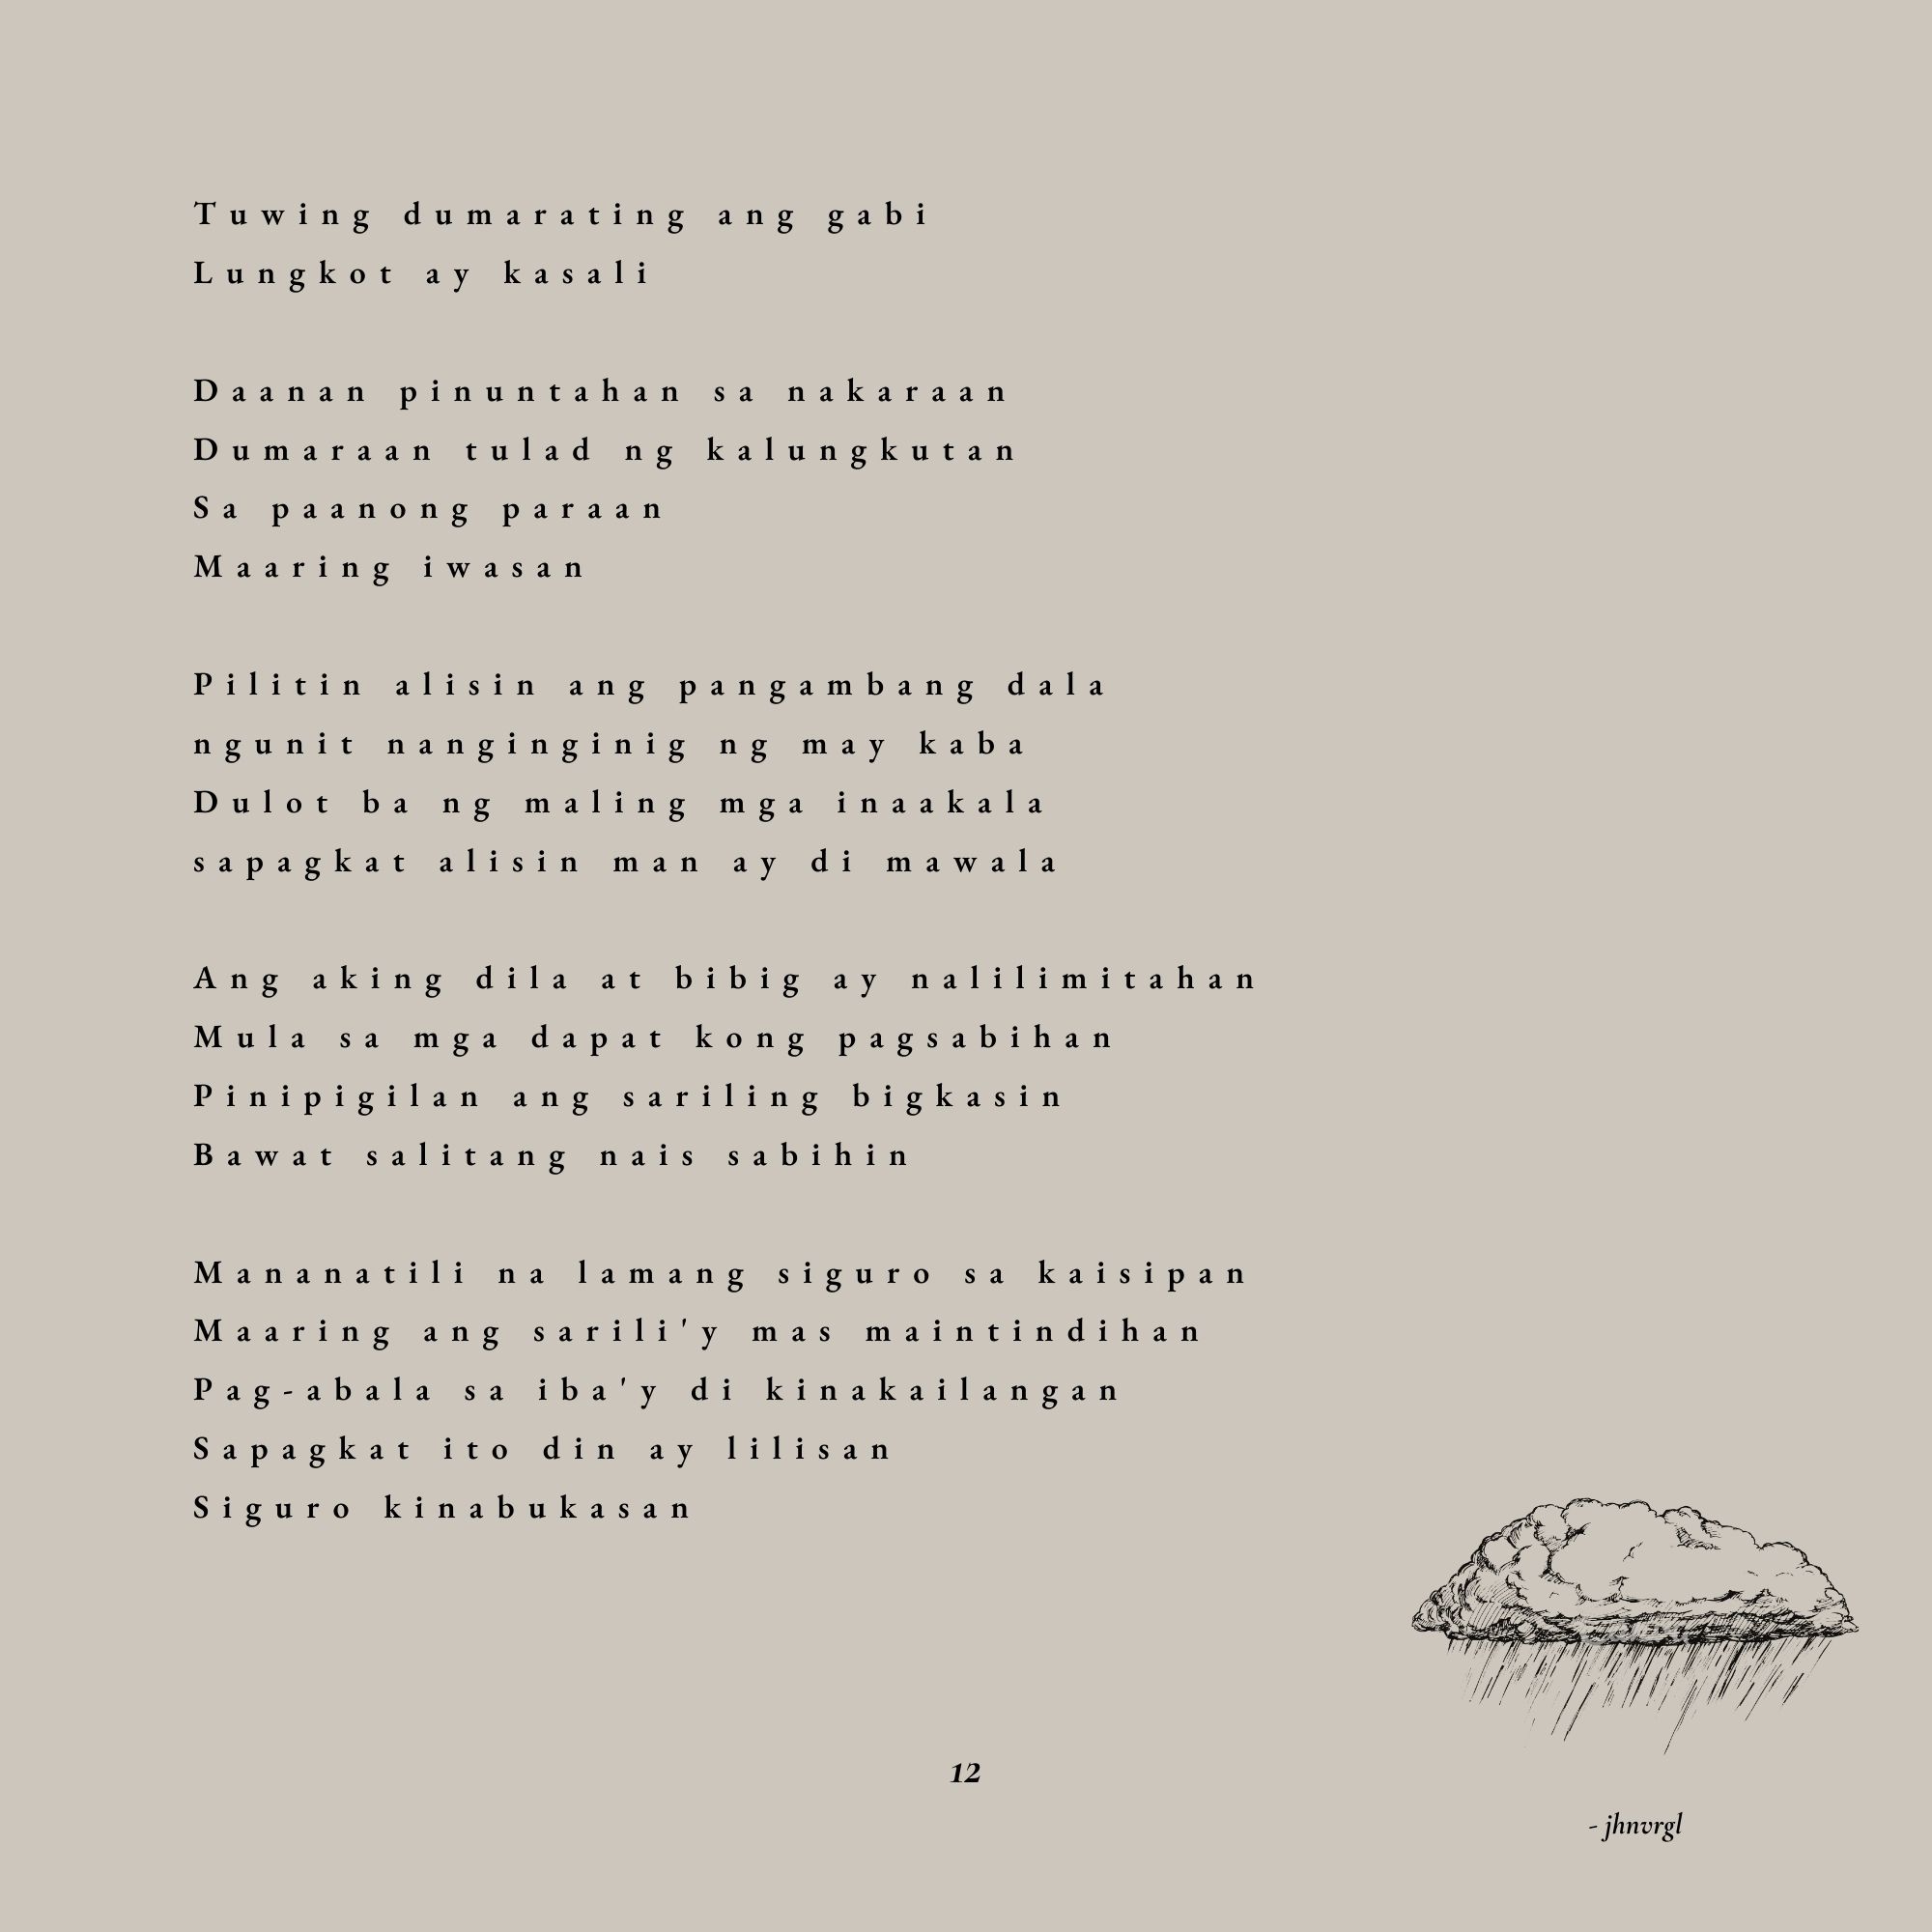 Tuwing dumarating ang gabi
Lungkot ay kasali
Daanan pinuntahan sa nakaraan
Dumaraan tulad ng kalungkutan
Sa paanong paraan
Maaring iwasan
Pilitin alisin ang pangambang dala
ngunit nanginginig ng may kaba
Dulot ba ng maling mga inaakala
sapagkat alisin man ay di mawala
Ang aking dila at bibig ay nalilimitahan
Mula sa mga dapat kong pagsabihan
Pinipigilan ang sariling bigkasin
Bawat salitang nais sabihin
Mananatili na lamang siguro sa kaisipan
Maaring ang sarili'y mas maintindihan
Pag-abala sa iba'y di kinakailangan
Sapagkat ito din ay lilisan
Siguro kinabukasan
12
- jhnvrgl